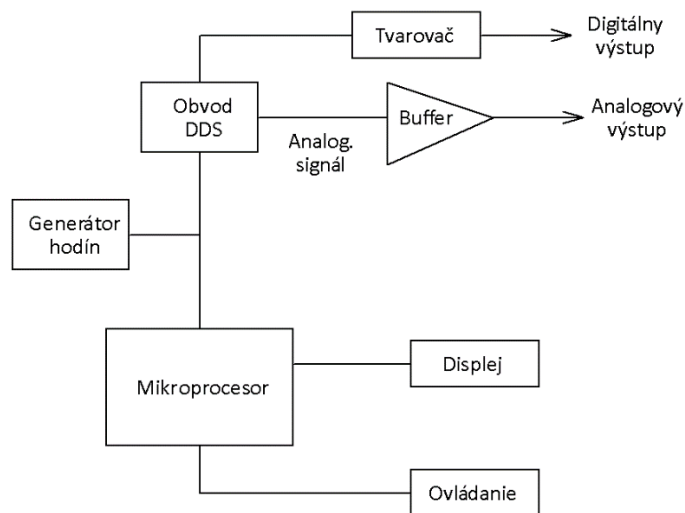 Tvarovač
Digitálny
výstup
Obvod
DDS
Buffer
Analogový
výstup
Analog.
signál
Generátor
hodín
Mikroprocesor
Displej
Ovládanie